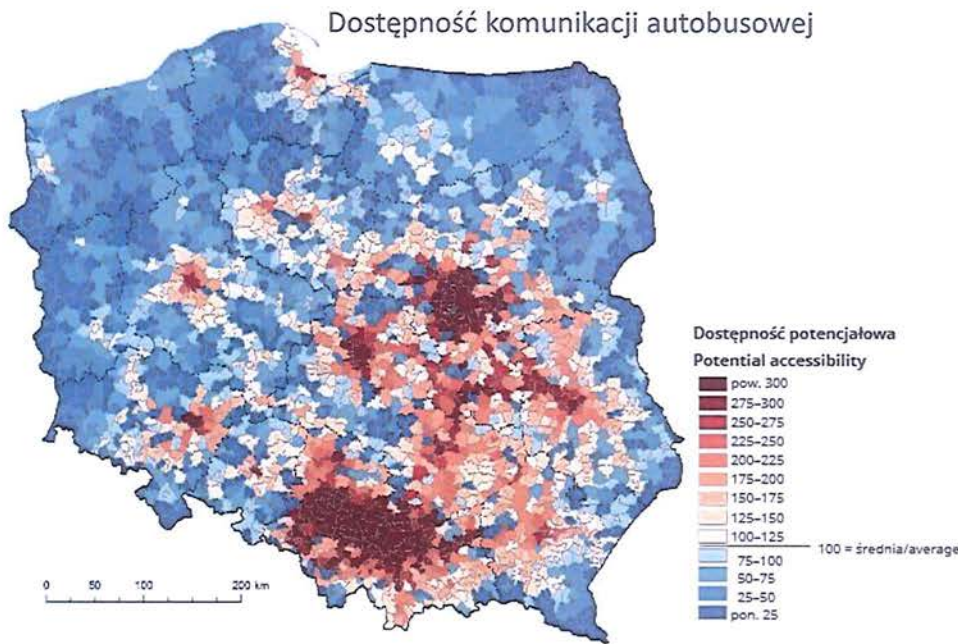 Dostępność komunikacji autobusowej
Dostępność potencjałowa
Potential accessibility
pow. 300
275–300
250–275
225–250
200–225
175–200
150–175
125–150
100–125
100 = średnia/average
75–100
50–75
25–50
pon. 25
0 50 100 200 km